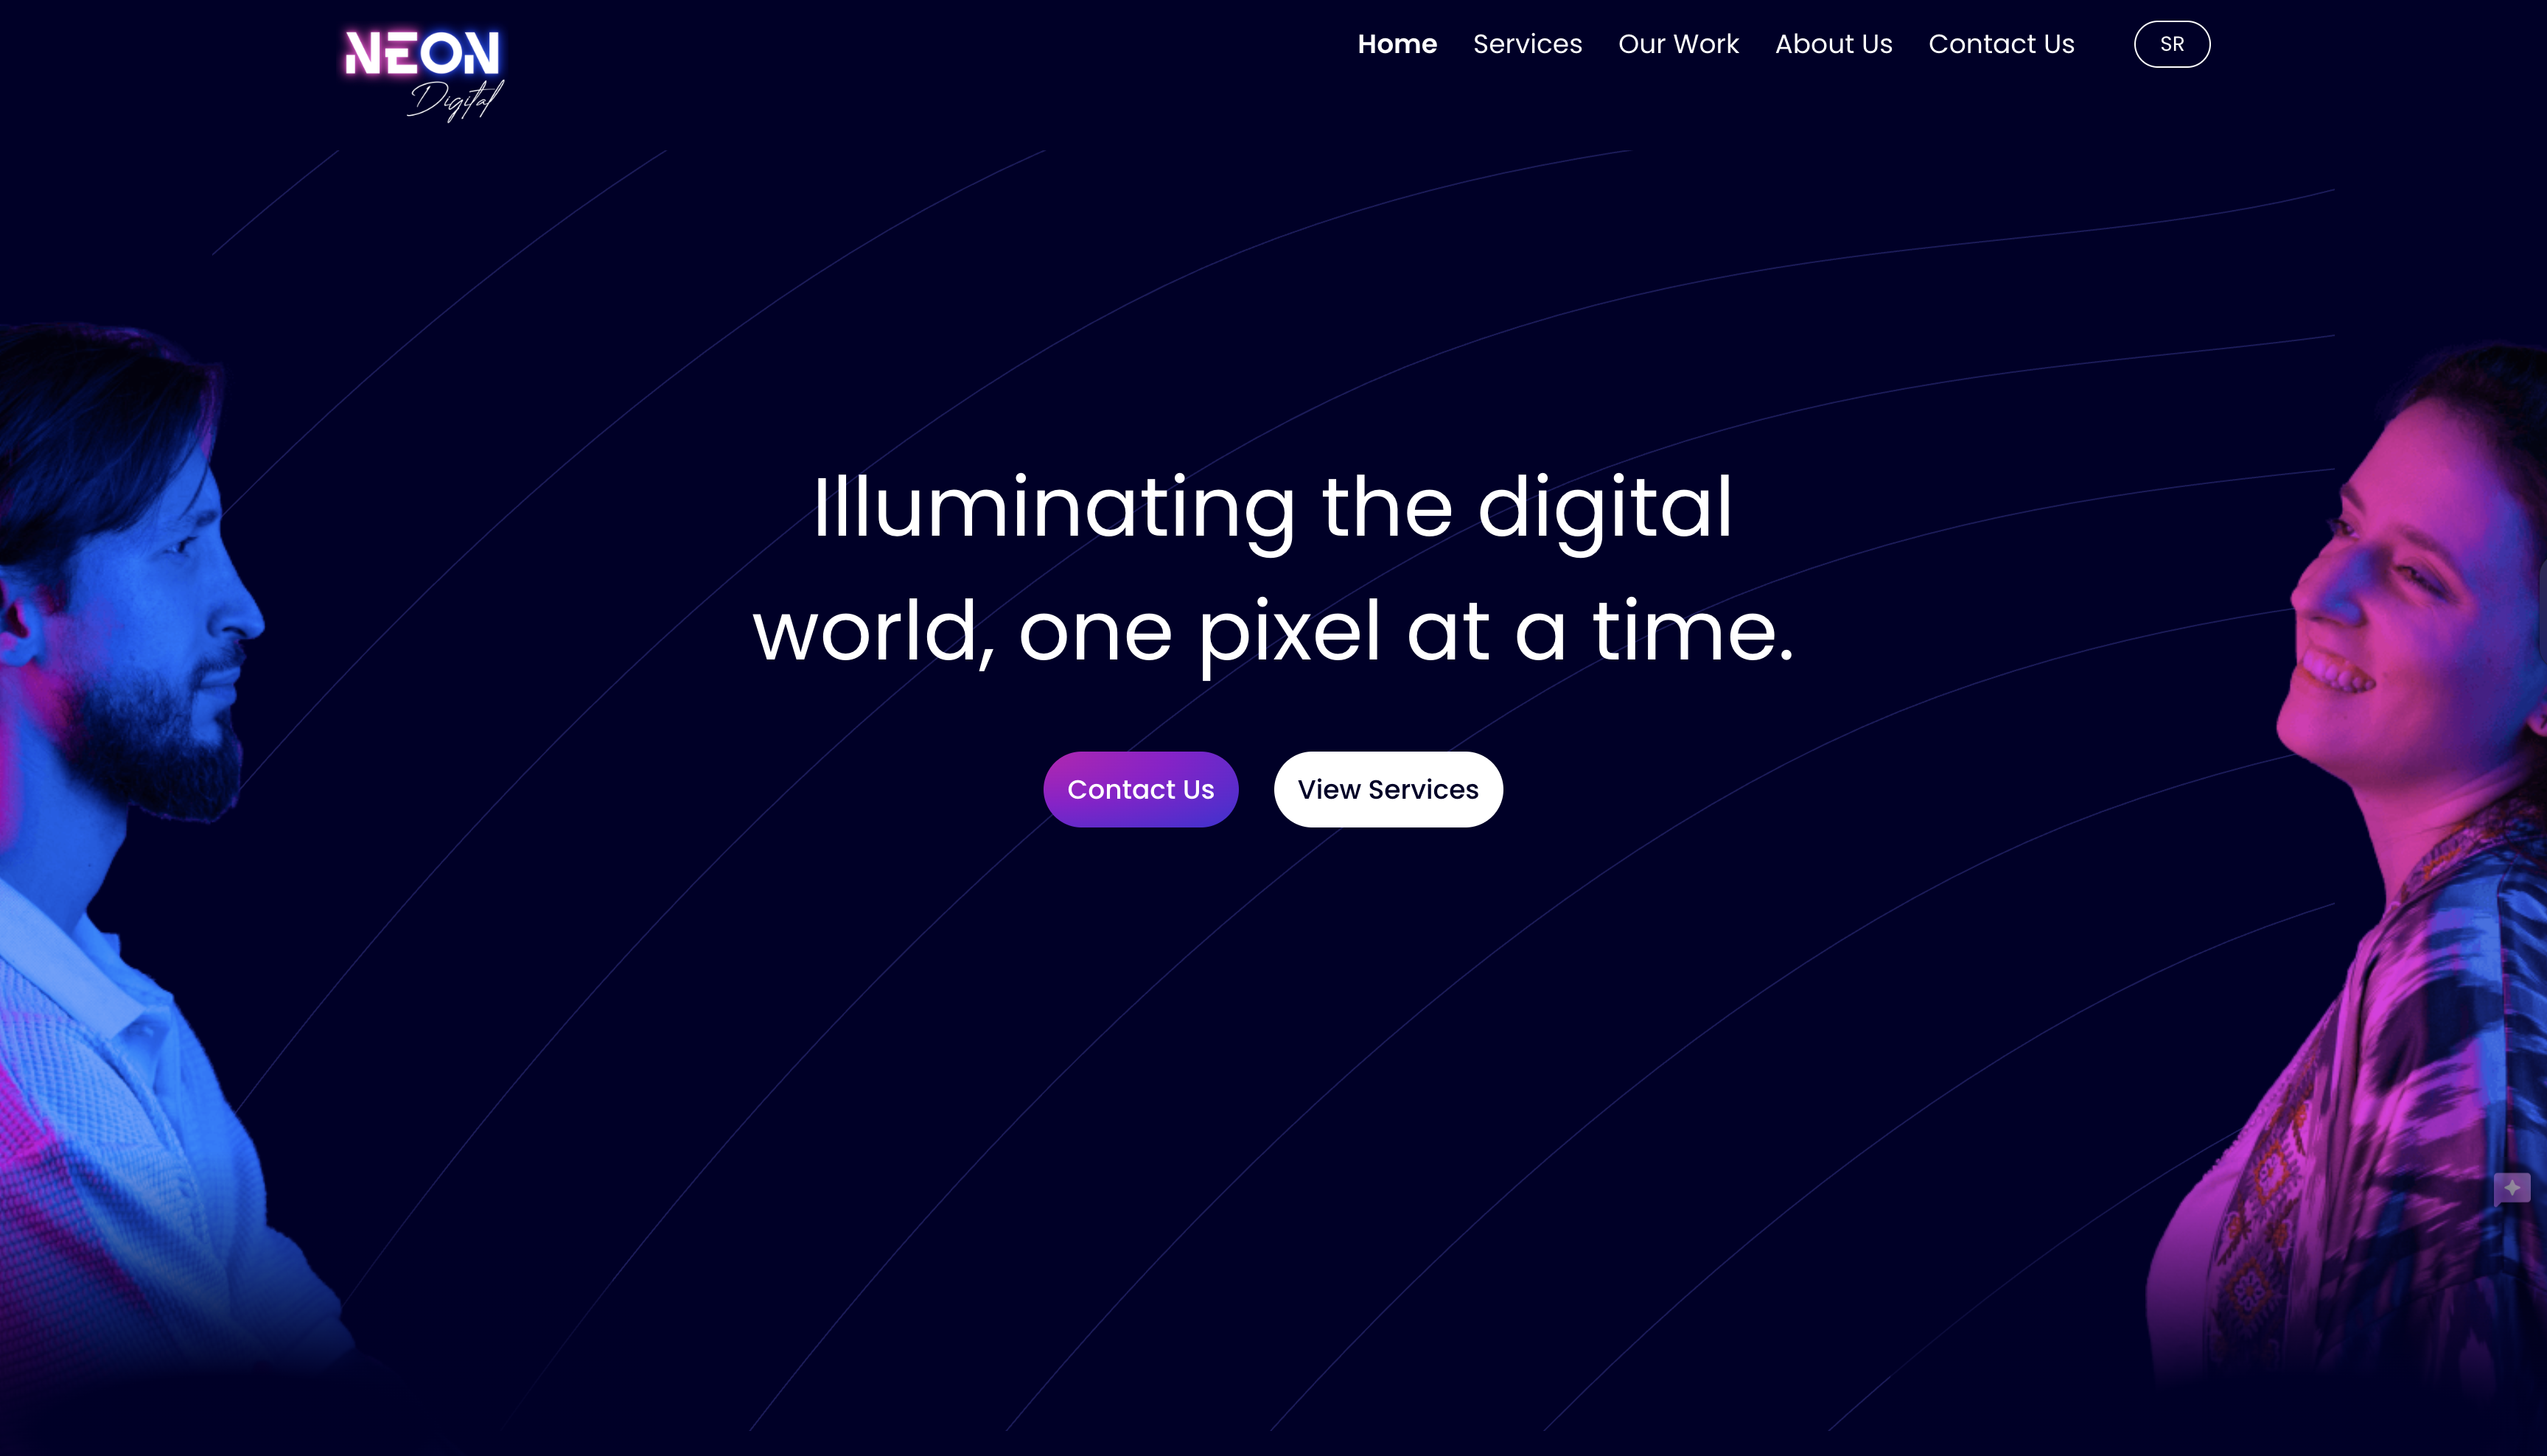 NEON
Digital
Home Services Our Work About Us Contact Us SR
Illuminating the digital
world, one pixel at a time.
Contact Us View Services